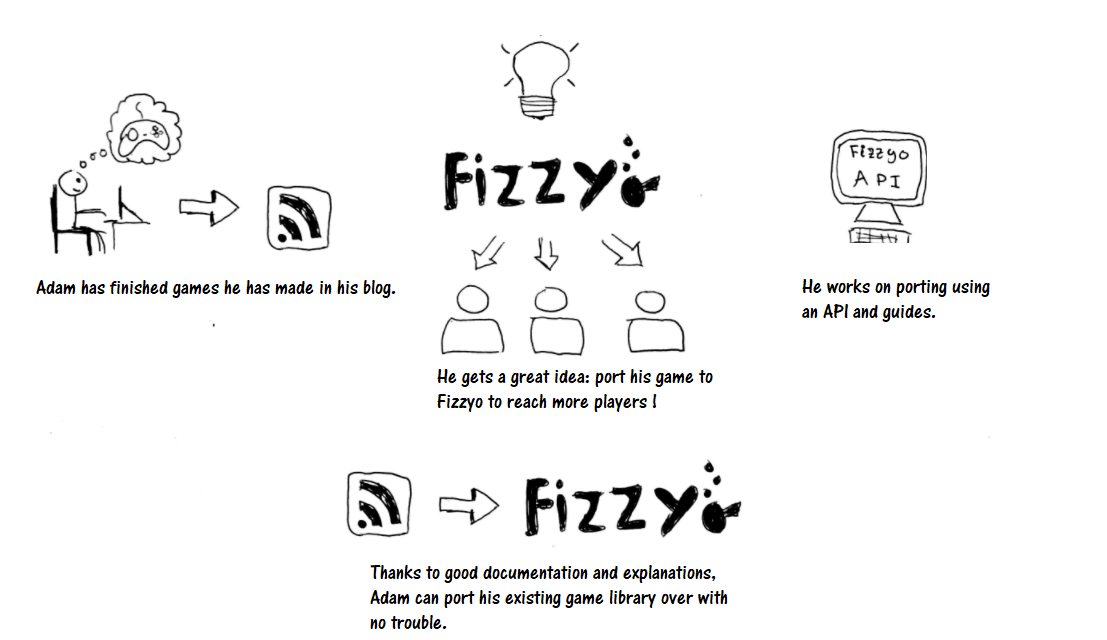 Fizzyo
Fizzyo
API
Adam has finished games he has made in his blog.
He works on porting using
an API and guides.
He gets a great idea: port his game to
Fizzyo to reach more players !
Fizzyo
Thanks to good documentation and explanations,
Adam can port his existing game library over with
no trouble.